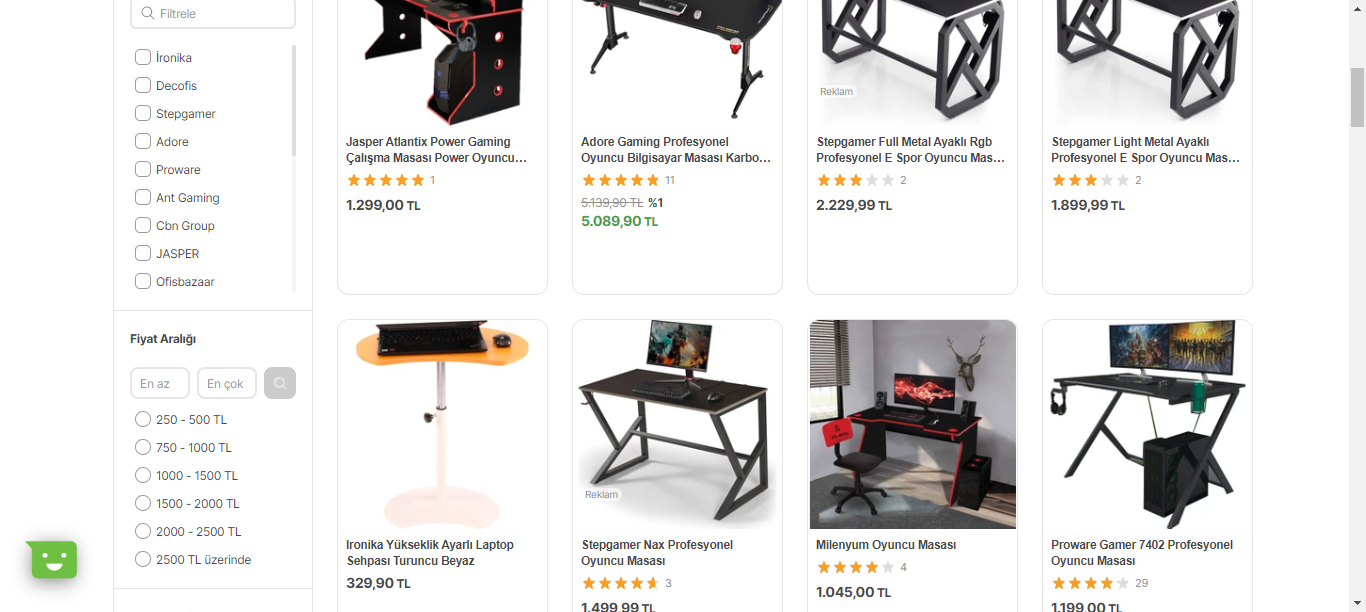 Filtrele
İronika
Decofis
Stepgamer
Adore
Proware
Ant Gaming
Cbn Group
JASPER
Ofisbazaar
Fiyat Aralığı
En az
En çok
250 - 500 TL
750 - 1000 TL
1000 - 1500 TL
1500 - 2000 TL
2000 - 2500 TL
2500 TL üzerinde
Jasper Atlantix Power Gaming
Çalışma Masası Power Oyuncu...
1
1.299,00 TL
Adore Gaming Profesyonel
Oyuncu Bilgisayar Masası Karbo...
11
5.139,90 TL %1
5.089,90 TL
Reklam
Stepgamer Full Metal Ayaklı Rgb
Profesyonel E Spor Oyuncu Mas...
2
2.229,99 TL
Stepgamer Light Metal Ayaklı
Profesyonel E Spor Oyuncu Mas...
2
1.899,99 TL
Ironika Yükseklik Ayarlı Laptop
Sehpası Turuncu Beyaz
329,90 TL
Reklam
Stepgamer Nax Profesyonel
Oyuncu Masası
3
1.499,99 TL
Milenyum Oyuncu Masası
4
1.045,00 TL
Proware Gamer 7402 Profesyonel
Oyuncu Masası
29
1.199,00 TL